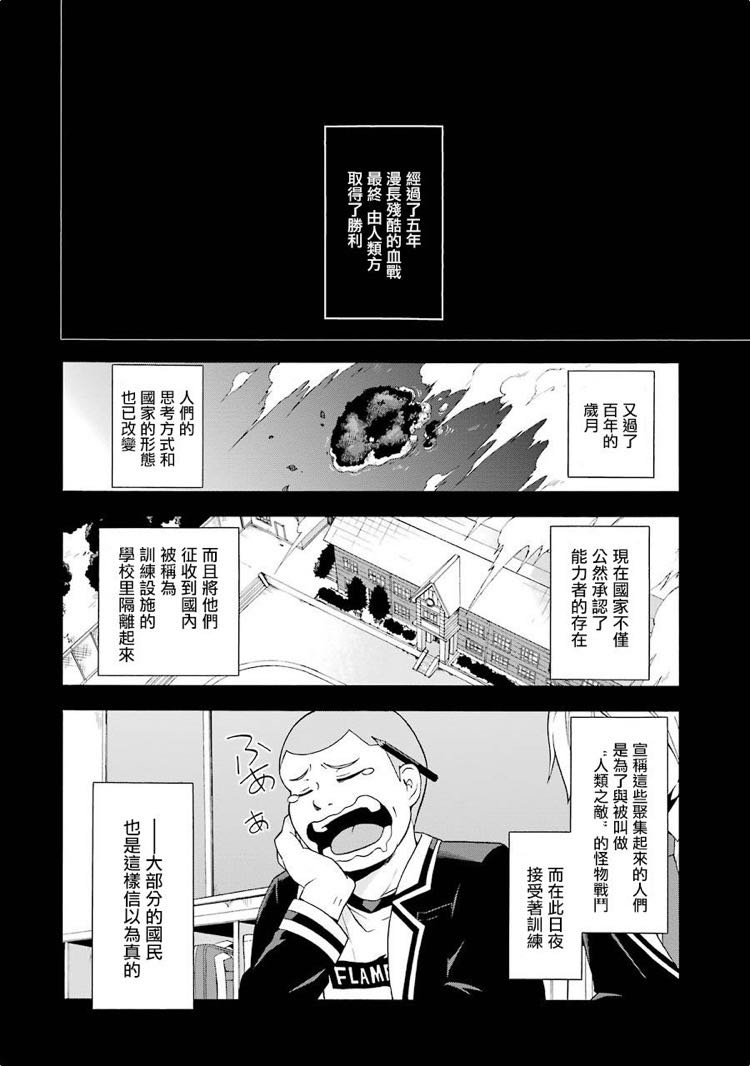 經過了五年
漫長殘酷的血戰
最終 由人類方
取得了勝利
又過了
百年的
歲月
人們的
思考方式和
國家的形態
也已改變
現在國家不僅
公然承認了
能力者的存在
而且將他們
征收到國內
被稱為
訓練設施的
學校里隔離起來
宣稱這些聚集起來的人們
是為了與被叫做
“人類之敵”的怪物戰鬥
而在此日夜
接受著訓練
ふあぁ
あぁ
FLAME
——大部分的國民
也是這樣信以為真的